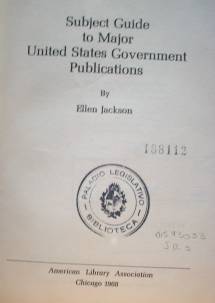 Subject Guide
to Major
United States Government
Publications
By
Ellen Jackson
188112
PALACIO LEGISLATIVO
BIBLIOTECA
American Library Association
Chicago 1968